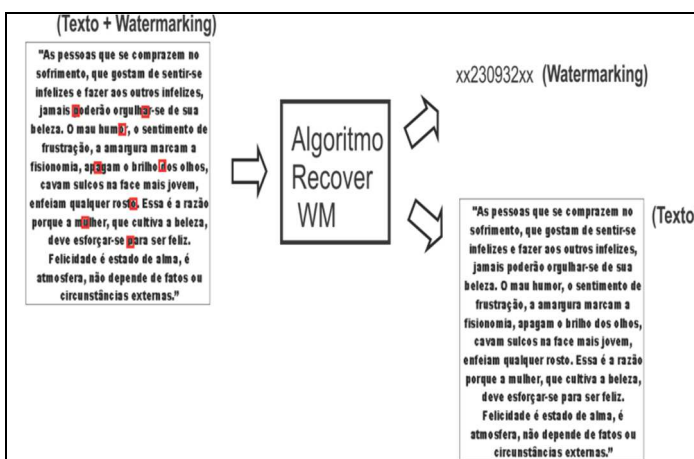 (Texto + Watermarking)
"As pessoas que se comprazem no
sofrimento, que gostam de sentir-se
infelizes e fazer aos outros infelizes,
jamais poderão orgulhar-se de sua
beleza. O mau humor, o sentimento de
frustração, a amargura marcam a
fisionomia, apagam o brilho dos olhos,
cavam sulcos na face mais jovem,
enfeiam qualquer rosto. Essa é a razão
porque a mulher, que cultiva a beleza,
deve esforçar-se para ser feliz.
Felicidade é estado de alma, é
atmosfera, não depende de fatos ou
circunstâncias externas."
Algoritmo
Recover
WM
xx230932xx (Watermarking)
(Texto
"As pessoas que se comprazem no
sofrimento, que gostam de sentir-se
infelizes e fazer aos outros infelizes,
jamais poderão orgulhar-se de sua
beleza. O mau humor, o sentimento de
frustração, a amargura marcam a
fisionomia, apagam o brilho dos olhos,
cavam sulcos na face mais jovem,
enfeiam qualquer rosto. Essa é a razão
porque a mulher, que cultiva a beleza,
deve esforçar-se para ser feliz.
Felicidade é estado de alma, é
atmosfera, não depende de fatos ou
circunstâncias externas."